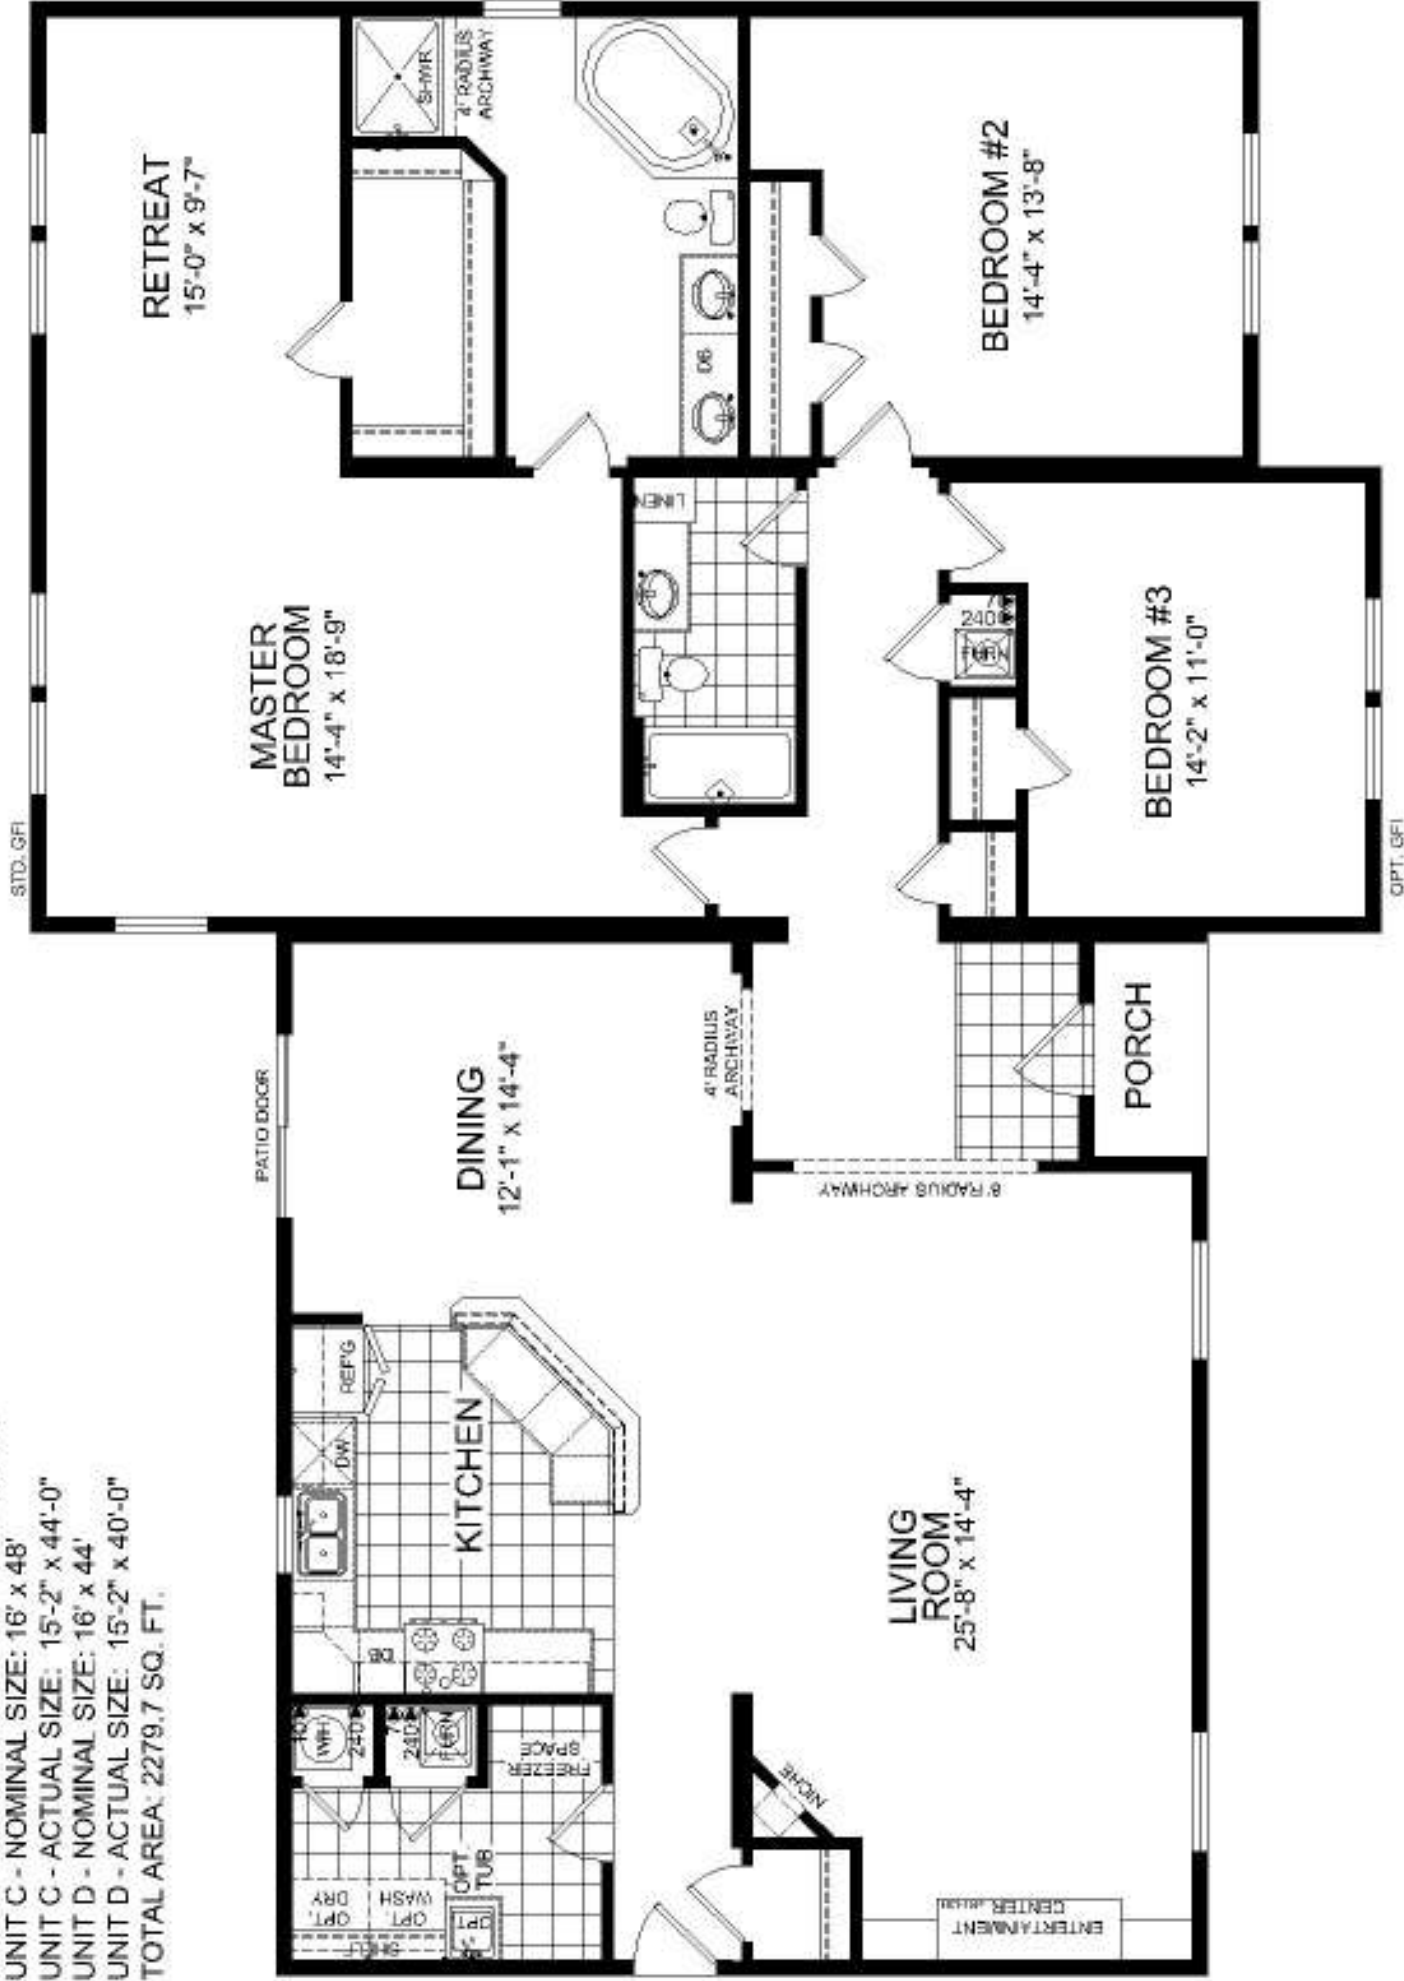 UNIT C - NOMINAL SIZE: 16' x 48'
UNIT C - ACTUAL SIZE: 15'-2" x 44'-0"
UNIT D - NOMINAL SIZE: 16' x 44'
UNIT D - ACTUAL SIZE: 15'-2" x 40'-0"
TOTAL AREA: 2279.7 SQ. FT.
STD. GFI
RETREAT
15'-0" x 9'-7"
SHWR
4' RADIUS
ARCHWAY
MASTER
BEDROOM
14'-4" x 18'-9"
DB
LINEN
BEDROOM #2
14'-4" x 13'-8"
240
FURN
BEDROOM #3
14'-2" x 11'-0"
OPT. GFI
PATIO DOOR
DINING
12'-1" x 14'-4"
4' RADIUS
ARCHWAY
PORCH
8' RADIUS ARCHWAY
REF'G
DW
KITCHEN
DB
LIVING
ROOM
25'-8" x 14'-4"
WH
240
240
FURN
FREEZER
SPACE
NICHE
OPT.
DRY
OPT.
WASH
SHELF
OPT.
TUB
OPT
ENTERTAINMENT
CENTER